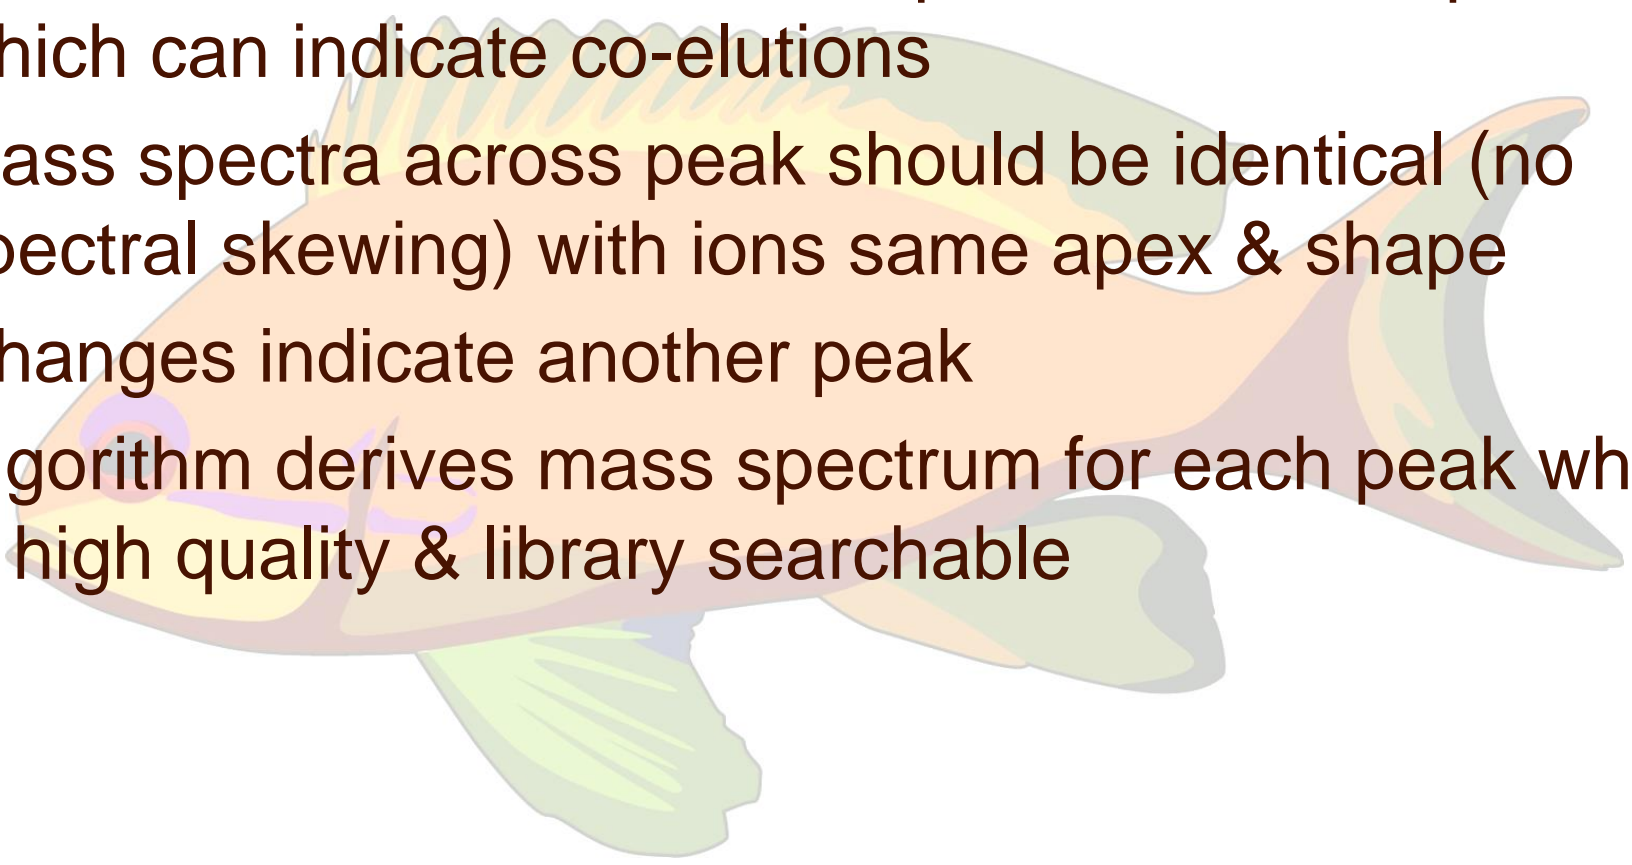 hich can indicate co-elutions
ass spectra across peak should be identical (no
pectral skewing) with ions same apex & shape
hanges indicate another peak
gorithm derives mass spectrum for each peak wh
high quality & library searchable